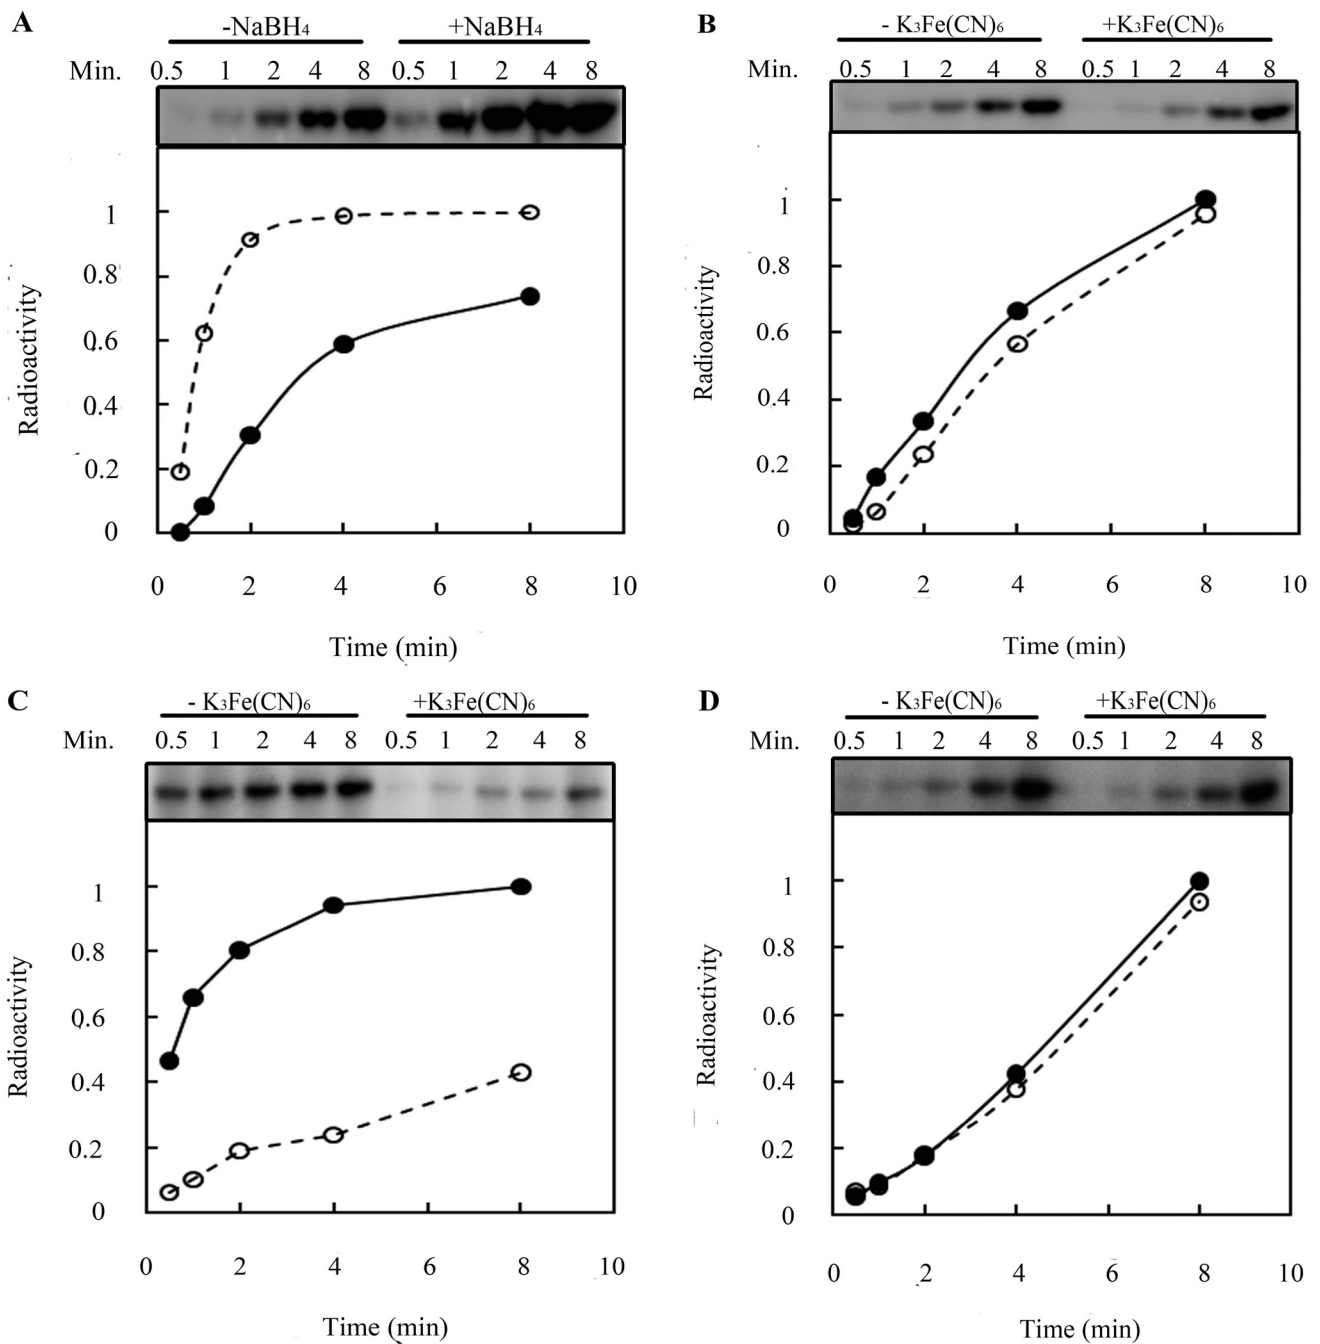 A
-NaBH₄ +NaBH₄
Min. 0.5 1 2 4 8 0.5 1 2 4 8
1
0.8
0.6
0.4
0.2
0
Radioactivity
0 2 4 6 8 10
Time (min)
B
- K₃Fe(CN)₆ +K₃Fe(CN)₆
Min. 0.5 1 2 4 8 0.5 1 2 4 8
1
0.8
0.6
0.4
0.2
0
Radioactivity
0 2 4 6 8 10
Time (min)
C
- K₃Fe(CN)₆ +K₃Fe(CN)₆
Min. 0.5 1 2 4 8 0.5 1 2 4 8
1
0.8
0.6
0.4
0.2
0
Radioactivity
0 2 4 6 8 10
Time (min)
D
- K₃Fe(CN)₆ +K₃Fe(CN)₆
Min. 0.5 1 2 4 8 0.5 1 2 4 8
1
0.8
0.6
0.4
0.2
0
Radioactivity
0 2 4 6 8 10
Time (min)